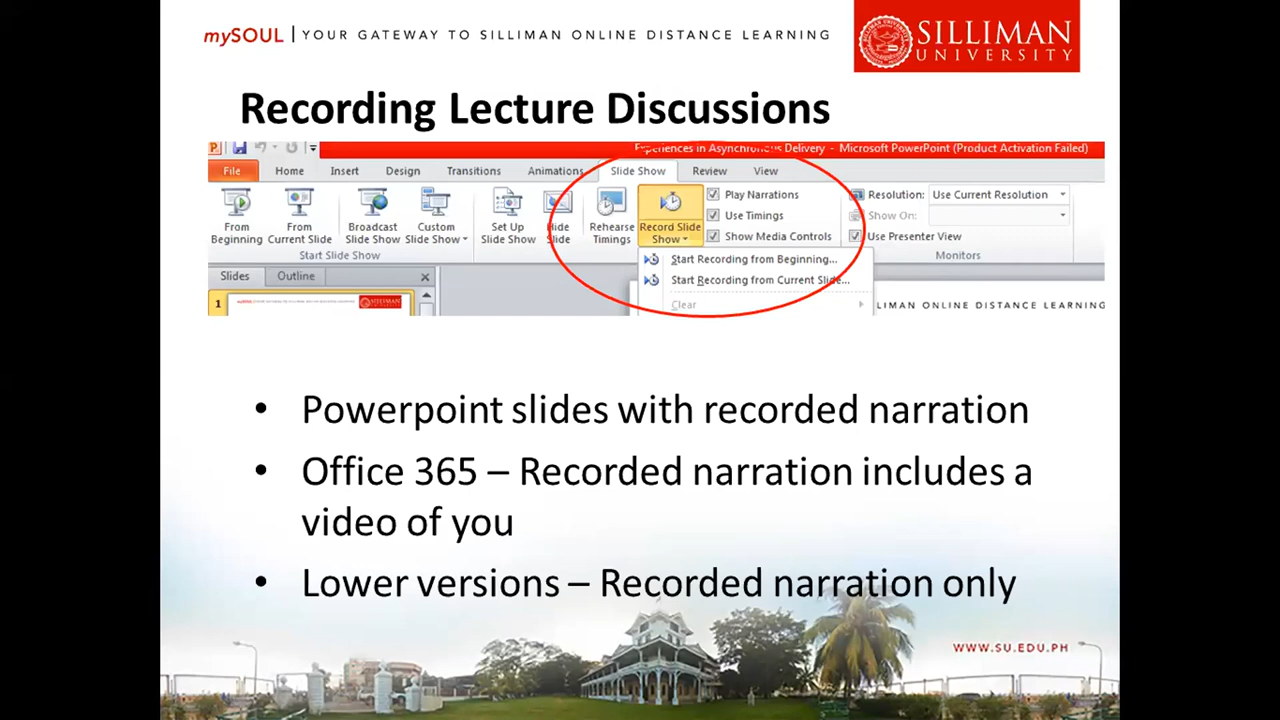 mySOUL | YOUR GATEWAY TO SILLIMAN ONLINE DISTANCE LEARNING
SILLIMAN
UNIVERSITY
Recording Lecture Discussions
Experiences in Asynchronous Delivery - Microsoft PowerPoint (Product Activation Failed)
File Home Insert Design Transitions Animations Slide Show Review View
From Beginning
From Current Slide
Broadcast Slide Show
Custom Slide Show
Set Up Slide Show
Hide Slide
Rehearse Timings
Record Slide Show
Play Narrations
Use Timings
Show Media Controls
Resolution: Use Current Resolution
Show On:
Use Presenter View
Start Slide Show
Monitors
Start Recording from Beginning...
Start Recording from Current Slide...
Clear
Slides Outline
1
SILLIMAN
LIMAN ONLINE DISTANCE LEARNING
• Powerpoint slides with recorded narration
• Office 365 – Recorded narration includes a
video of you
• Lower versions – Recorded narration only
WWW.SU.EDU.PH